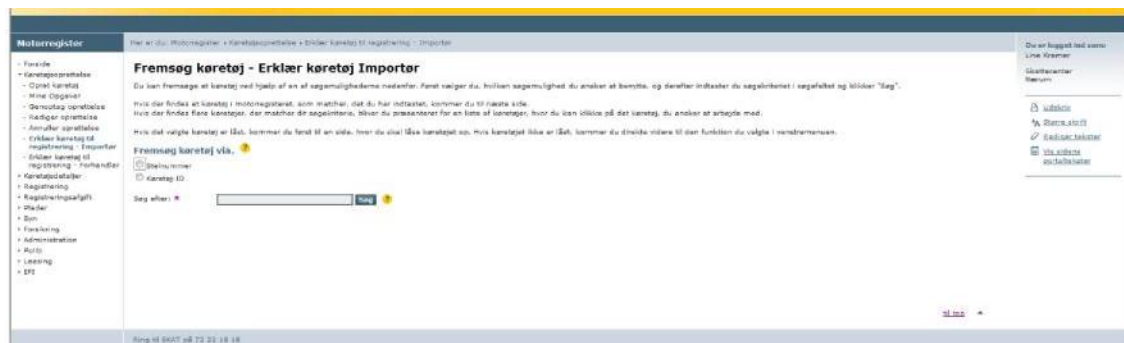 Motorregister
Her er du: Motorregister › Køretøjsoprettelse › Erklær køretøj til registrering - Importør
- Forside
Køretøjsoprettelse
- Opret køretøj
- Mine Opgaver
- Genoptag oprettelse
- Rediger oprettelse
- Annuller oprettelse
- Erklær køretøj til
registrering - Importør
- Erklær køretøj til
registrering - Forhandler
Køretøjsdetaljer
Registrering
Registreringsafgift
Plader
Syn
Forsikring
Administration
Politi
Leasing
EFI
Fremsøg køretøj - Erklær køretøj Importør
Du kan fremsøge et køretøj ved hjælp af en af søgemulighederne nedenfor. Først vælger du, hvilken søgemulighed du ønsker at benytte, og derefter indtaster du søgekriteriet i søgefeltet og klikker "Søg".
Hvis der findes et køretøj i motorregisteret, som matcher, det du har indtastet, kommer du til næste side.
Hvis der findes flere køretøjer, der matcher dit søgekriterie, bliver du præsenteret for en liste af køretøjer, hvor du kan klikke på det køretøj, du ønsker at arbejde med.
Hvis det valgte køretøj er låst, kommer du først til en side, hvor du skal låse køretøjet op. Hvis køretøjet ikke er låst, kommer du direkte videre til den funktion du valgte i venstremenuen.
Fremsøg køretøj via. ?
Stelnummer
Køretøj ID
Søg efter: *
Søg ?
til top
Ring til SKAT på 72 22 18 18
Du er logget ind som:
Line Kramer
Skattecenter
Nærum
Udskriv
Større skrift
Rediger tekster
Vis sidens